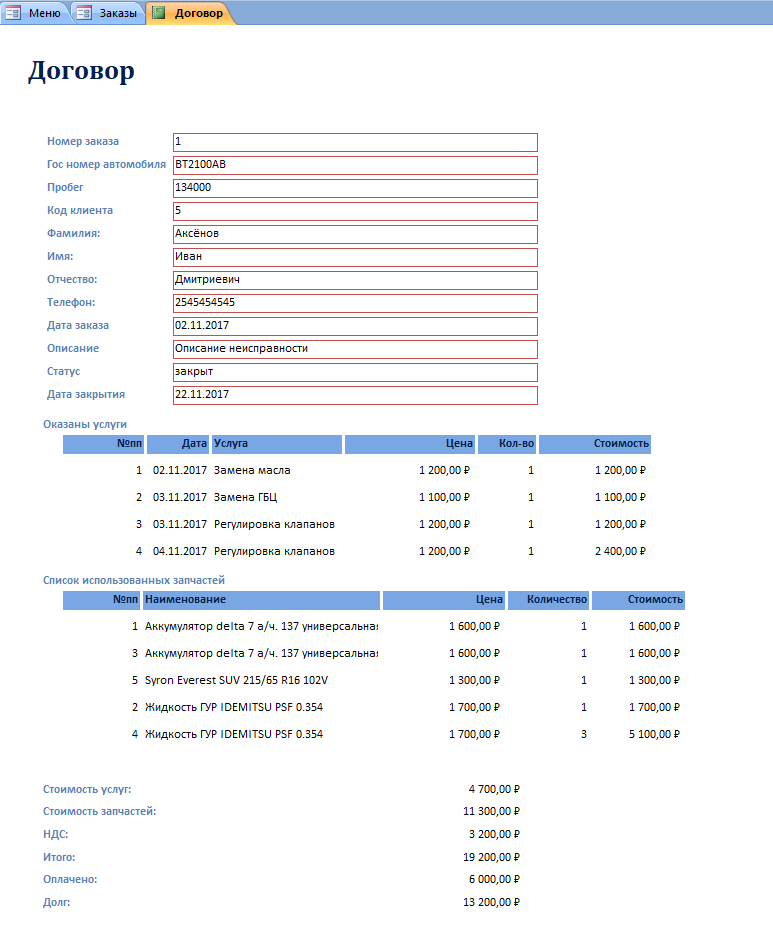 Меню Заказы Договор
Договор
Номер заказа 1
Гос номер автомобиля ВТ2100АВ
Пробег 134000
Код клиента 5
Фамилия: Аксёнов
Имя: Иван
Отчество: Дмитриевич
Телефон: 2545454545
Дата заказа 02.11.2017
Описание Описание неисправности
Статус закрыт
Дата закрытия 22.11.2017
Оказаны услуги
№пп Дата Услуга Цена Кол-во Стоимость
1 02.11.2017 Замена масла 1 200,00 ₽ 1 1 200,00 ₽
2 03.11.2017 Замена ГБЦ 1 100,00 ₽ 1 1 100,00 ₽
3 03.11.2017 Регулировка клапанов 1 200,00 ₽ 1 1 200,00 ₽
4 04.11.2017 Регулировка клапанов 1 200,00 ₽ 1 2 400,00 ₽
Список использованных запчастей
№пп Наименование Цена Количество Стоимость
1 Аккумулятор delta 7 а/ч. 137 универсальная 1 600,00 ₽ 1 1 600,00 ₽
3 Аккумулятор delta 7 а/ч. 137 универсальная 1 600,00 ₽ 1 1 600,00 ₽
5 Syron Everest SUV 215/65 R16 102V 1 300,00 ₽ 1 1 300,00 ₽
2 Жидкость ГУР IDEMITSU PSF 0.354 1 700,00 ₽ 1 1 700,00 ₽
4 Жидкость ГУР IDEMITSU PSF 0.354 1 700,00 ₽ 3 5 100,00 ₽
Стоимость услуг: 4 700,00 ₽
Стоимость запчастей: 11 300,00 ₽
НДС: 3 200,00 ₽
Итого: 19 200,00 ₽
Оплачено: 6 000,00 ₽
Долг: 13 200,00 ₽